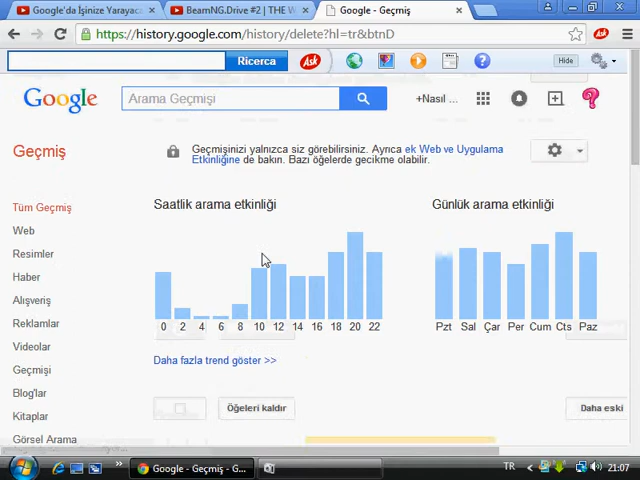 Google'da İşinize Yarayac
BeamNG.Drive #2 | THE W
Google - Geçmiş
https://history.google.com/history/delete?hl=tr&btnD
Ricerca
Ask
Hide
Ask
Google
Arama Geçmişi
+Nasıl ...
Geçmiş
Geçmişinizi yalnızca siz görebilirsiniz. Ayrıca ek Web ve Uygulama
Etkinliğine de bakın. Bazı öğelerde gecikme olabilir.
Tüm Geçmiş
Web
Resimler
Haber
Alışveriş
Reklamlar
Videolar
Geçmişi
Blog'lar
Kitaplar
Görsel Arama
Saatlik arama etkinliği
0 2 4 6 8 10 12 14 16 18 20 22
Günlük arama etkinliği
Pzt Sal Çar Per Cum Cts Paz
Daha fazla trend göster >>
Öğeleri kaldır
Daha eski
Google - Geçmiş - G...
TR
21:07